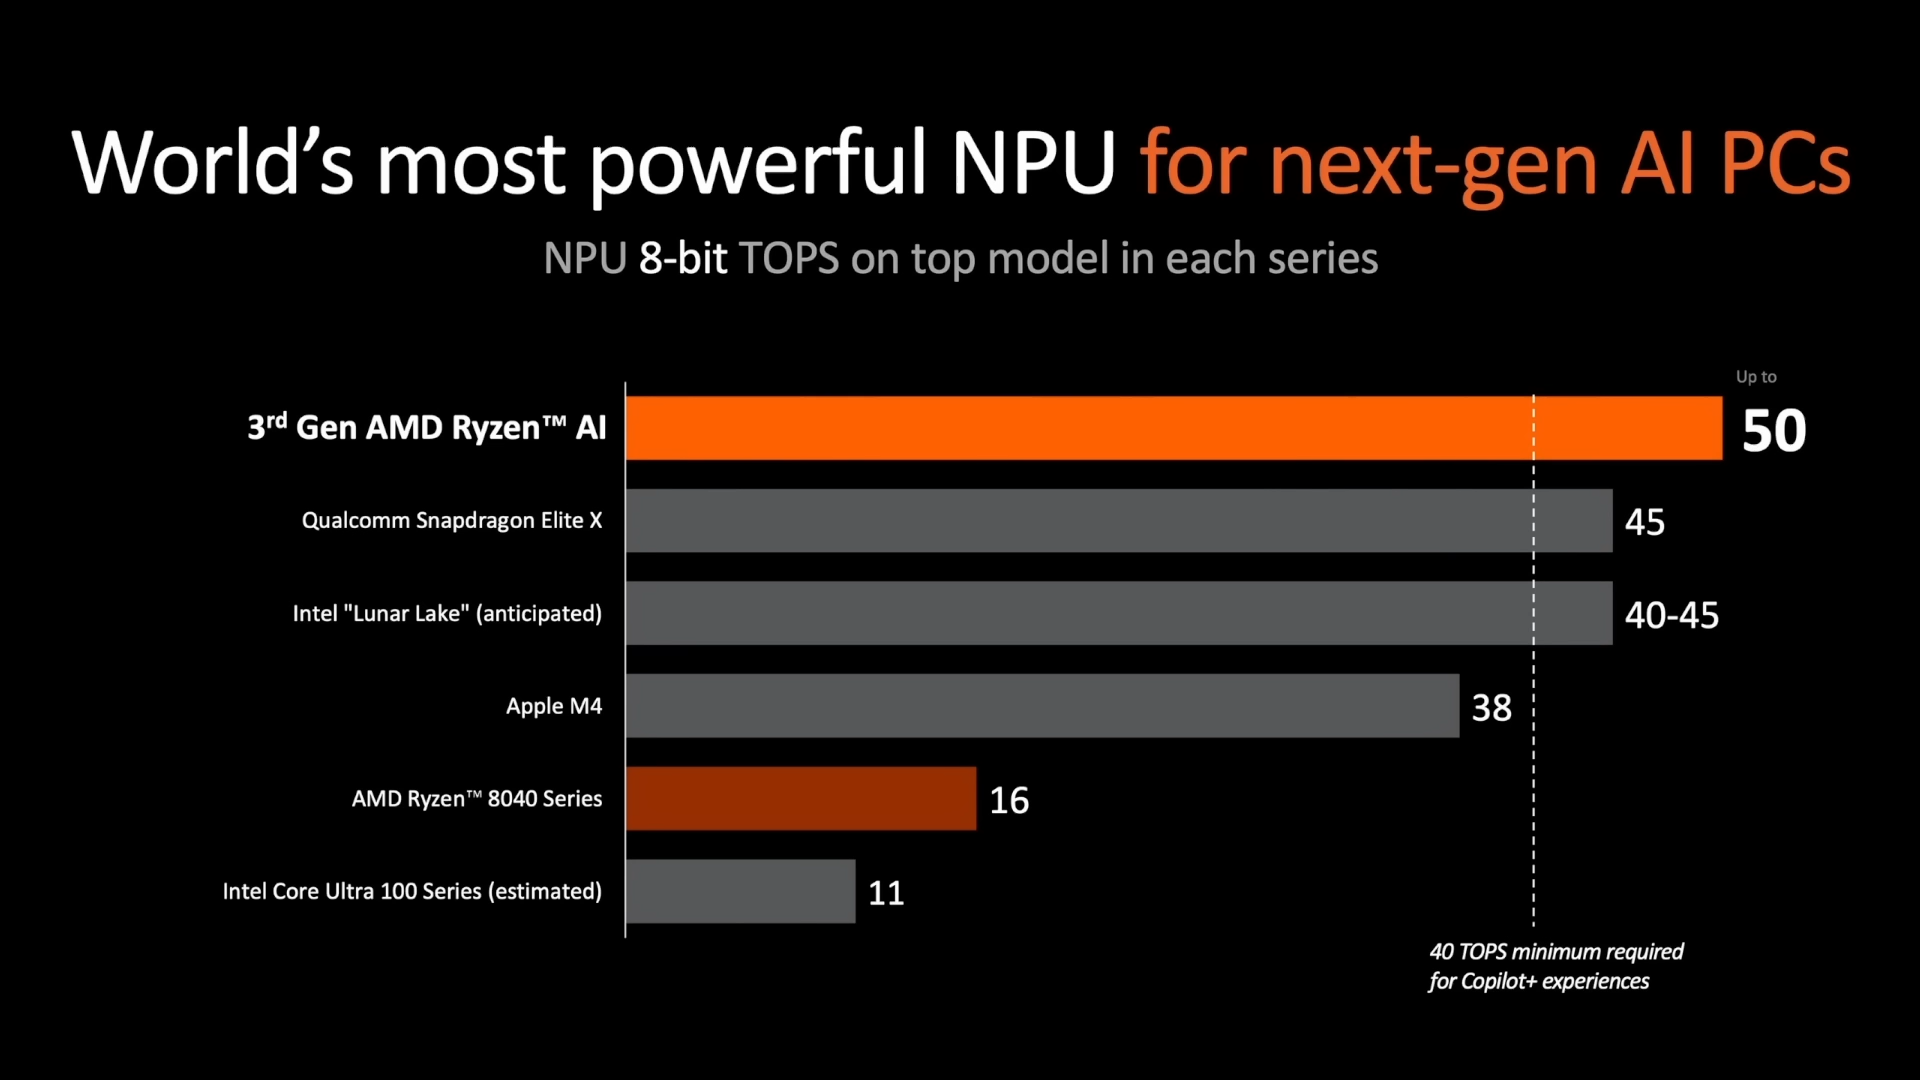 World’s most powerful NPU for next-gen AI PCs
NPU 8-bit TOPS on top model in each series
Up to
3rd Gen AMD Ryzen™ AI 50
Qualcomm Snapdragon Elite X 45
Intel "Lunar Lake" (anticipated) 40-45
Apple M4 38
AMD Ryzen™ 8040 Series 16
Intel Core Ultra 100 Series (estimated) 11
40 TOPS minimum required
for Copilot+ experiences